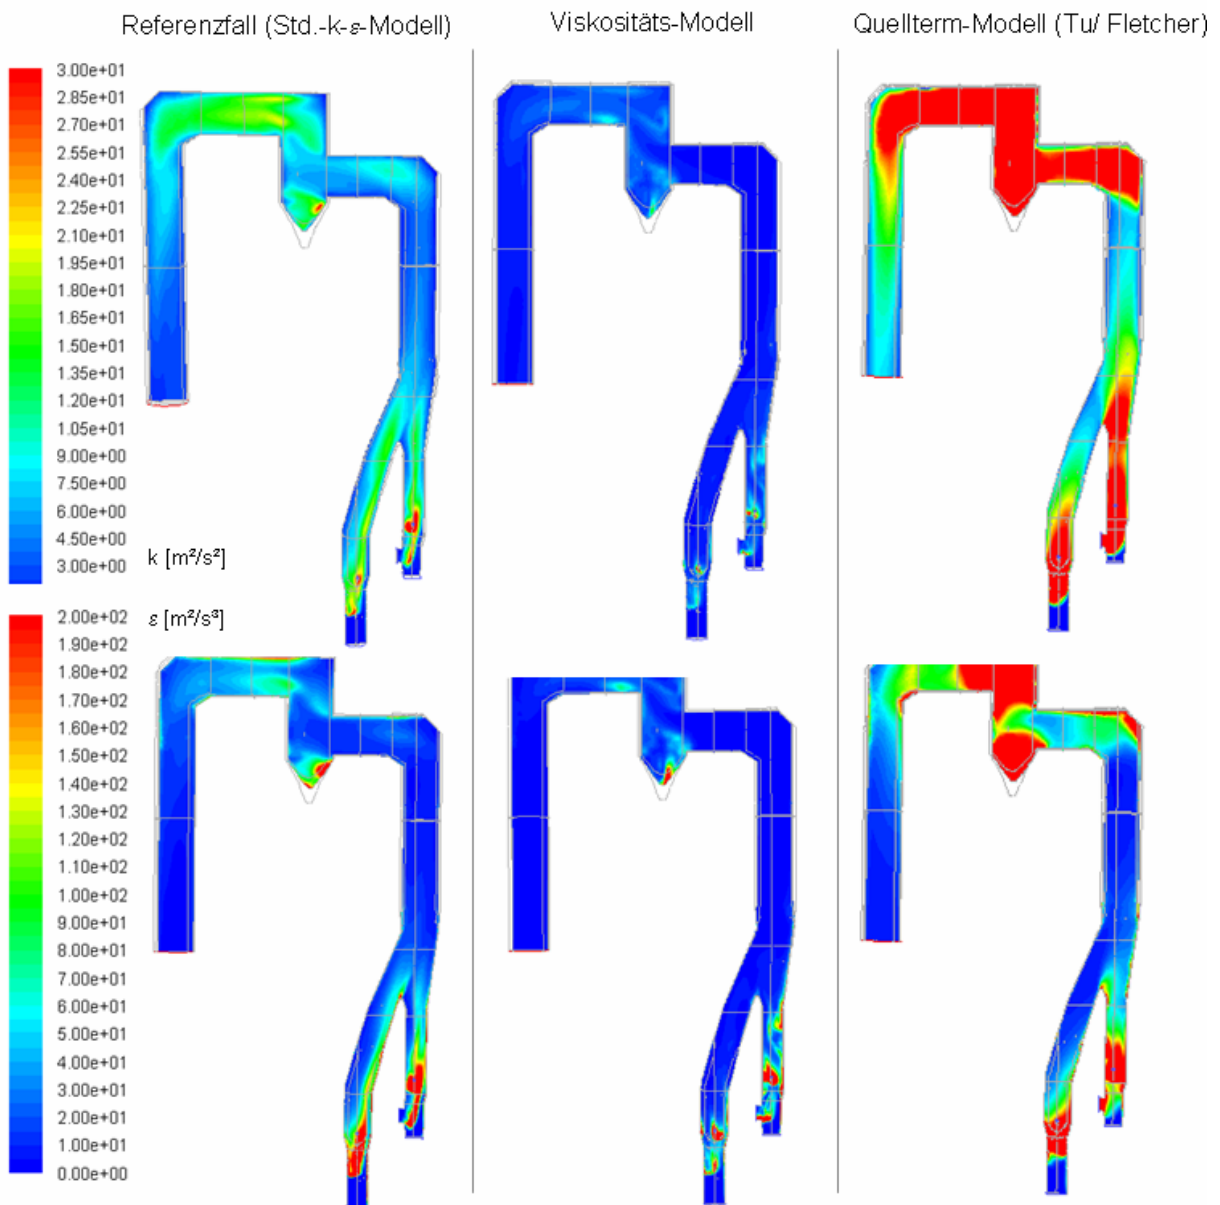 Referenzfall (Std.-k-ε-Modell)
Viskositäts-Modell
Quellterm-Modell (Tu/ Fletcher)
3.00e+01
2.85e+01
2.70e+01
2.55e+01
2.40e+01
2.25e+01
2.10e+01
1.95e+01
1.80e+01
1.65e+01
1.50e+01
1.35e+01
1.20e+01
1.05e+01
9.00e+00
7.50e+00
6.00e+00
4.50e+00
3.00e+00
k [m²/s²]
2.00e+02
1.90e+02
1.80e+02
1.70e+02
1.60e+02
1.50e+02
1.40e+02
1.30e+02
1.20e+02
1.10e+02
1.00e+02
9.00e+01
8.00e+01
7.00e+01
6.00e+01
5.00e+01
4.00e+01
3.00e+01
2.00e+01
1.00e+01
0.00e+00
ε [m²/s³]